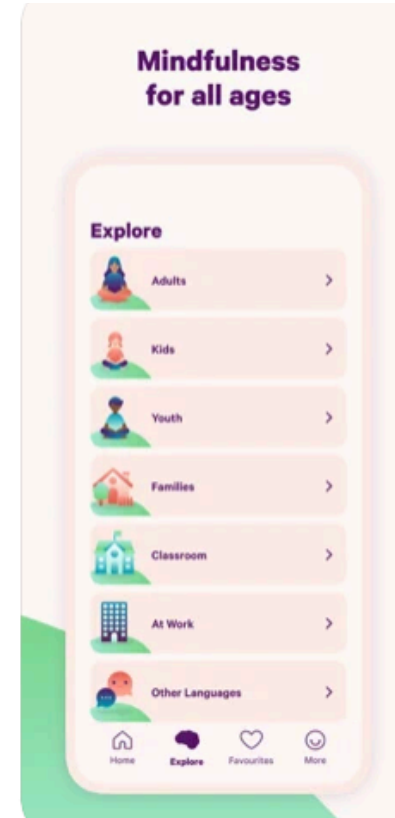 Mindfulness
for all ages
Explore
Adults
Kids
Youth
Families
Classroom
At Work
Other Languages
Home Explore Favourites More